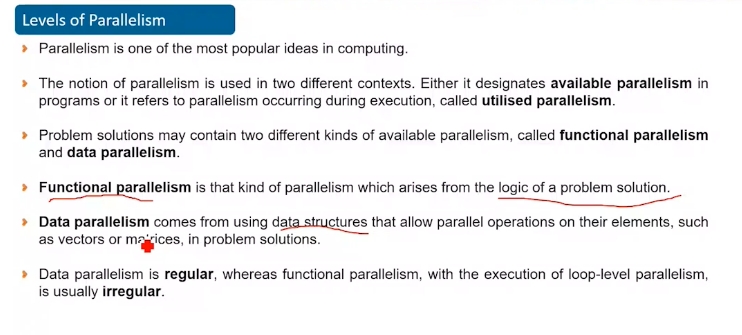 Levels of Parallelism
Parallelism is one of the most popular ideas in computing.
The notion of parallelism is used in two different contexts. Either it designates available parallelism in
programs or it refers to parallelism occurring during execution, called utilised parallelism.
Problem solutions may contain two different kinds of available parallelism, called functional parallelism
and data parallelism.
Functional parallelism is that kind of parallelism which arises from the logic of a problem solution.
Data parallelism comes from using data structures that allow parallel operations on their elements, such
as vectors or matrices, in problem solutions.
Data parallelism is regular, whereas functional parallelism, with the execution of loop-level parallelism,
is usually irregular.